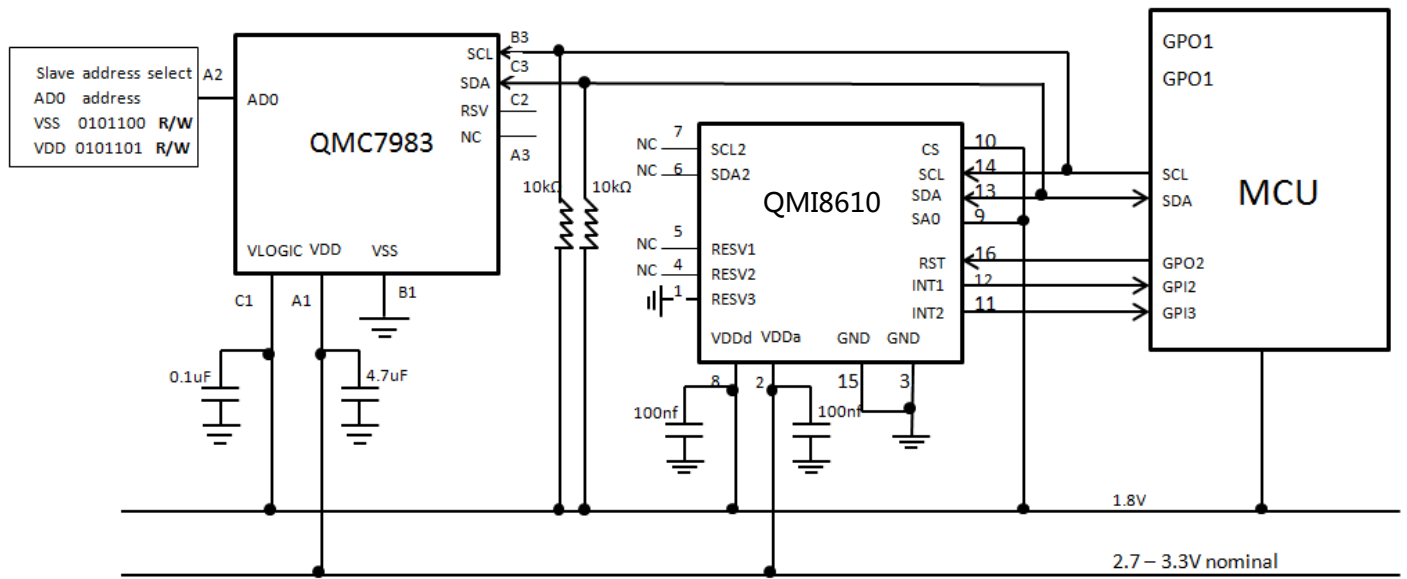 Slave address select
AD0 address
VSS 0101100 R/W
VDD 0101101 R/W
A2
AD0
QMC7983
SCL
SDA
RSV
NC
B3
C3
C2
A3
VLOGIC
VDD
VSS
C1
A1
B1
0.1uF
4.7uF
10kΩ
10kΩ
NC
7
SCL2
NC
6
SDA2
NC
5
RESV1
NC
4
RESV2
1
RESV3
QMI8610
CS
10
SCL
14
SDA
13
SA0
9
RST
16
INT1
12
INT2
11
VDDd
VDDa
GND
GND
8
2
15
3
100nf
100nf
GPO1
GPO1
SCL
SDA
MCU
GPO2
GPI2
GPI3
1.8V
2.7 – 3.3V nominal